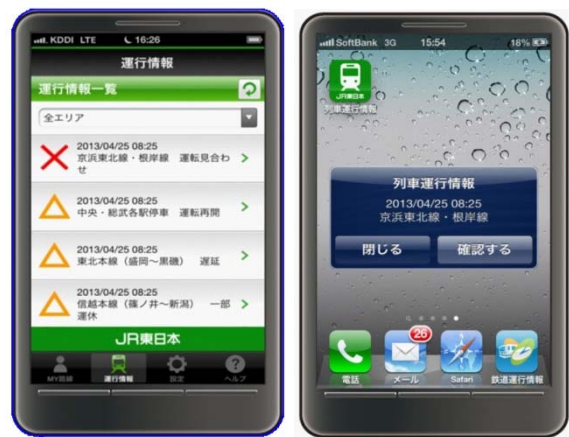 KDDI LTE 16:26
運行情報
運行情報一覧
全エリア
2013/04/25 08:25
京浜東北線・根岸線 運転見合わ
せ
2013/04/25 08:25
中央・総武各駅停車 運転再開
2013/04/25 08:25
東北本線（盛岡～黒磯） 遅延
2013/04/25 08:25
信越本線（篠ノ井～新潟） 一部
運休
JR東日本
MY路線 運行情報 設定 ヘルプ
SoftBank 3G 15:54 18%
JR東日本
列車運行情報
列車運行情報
2013/04/25 08:25
京浜東北線・根岸線
閉じる 確認する
26
電話 メール Safari 鉄道運行情報